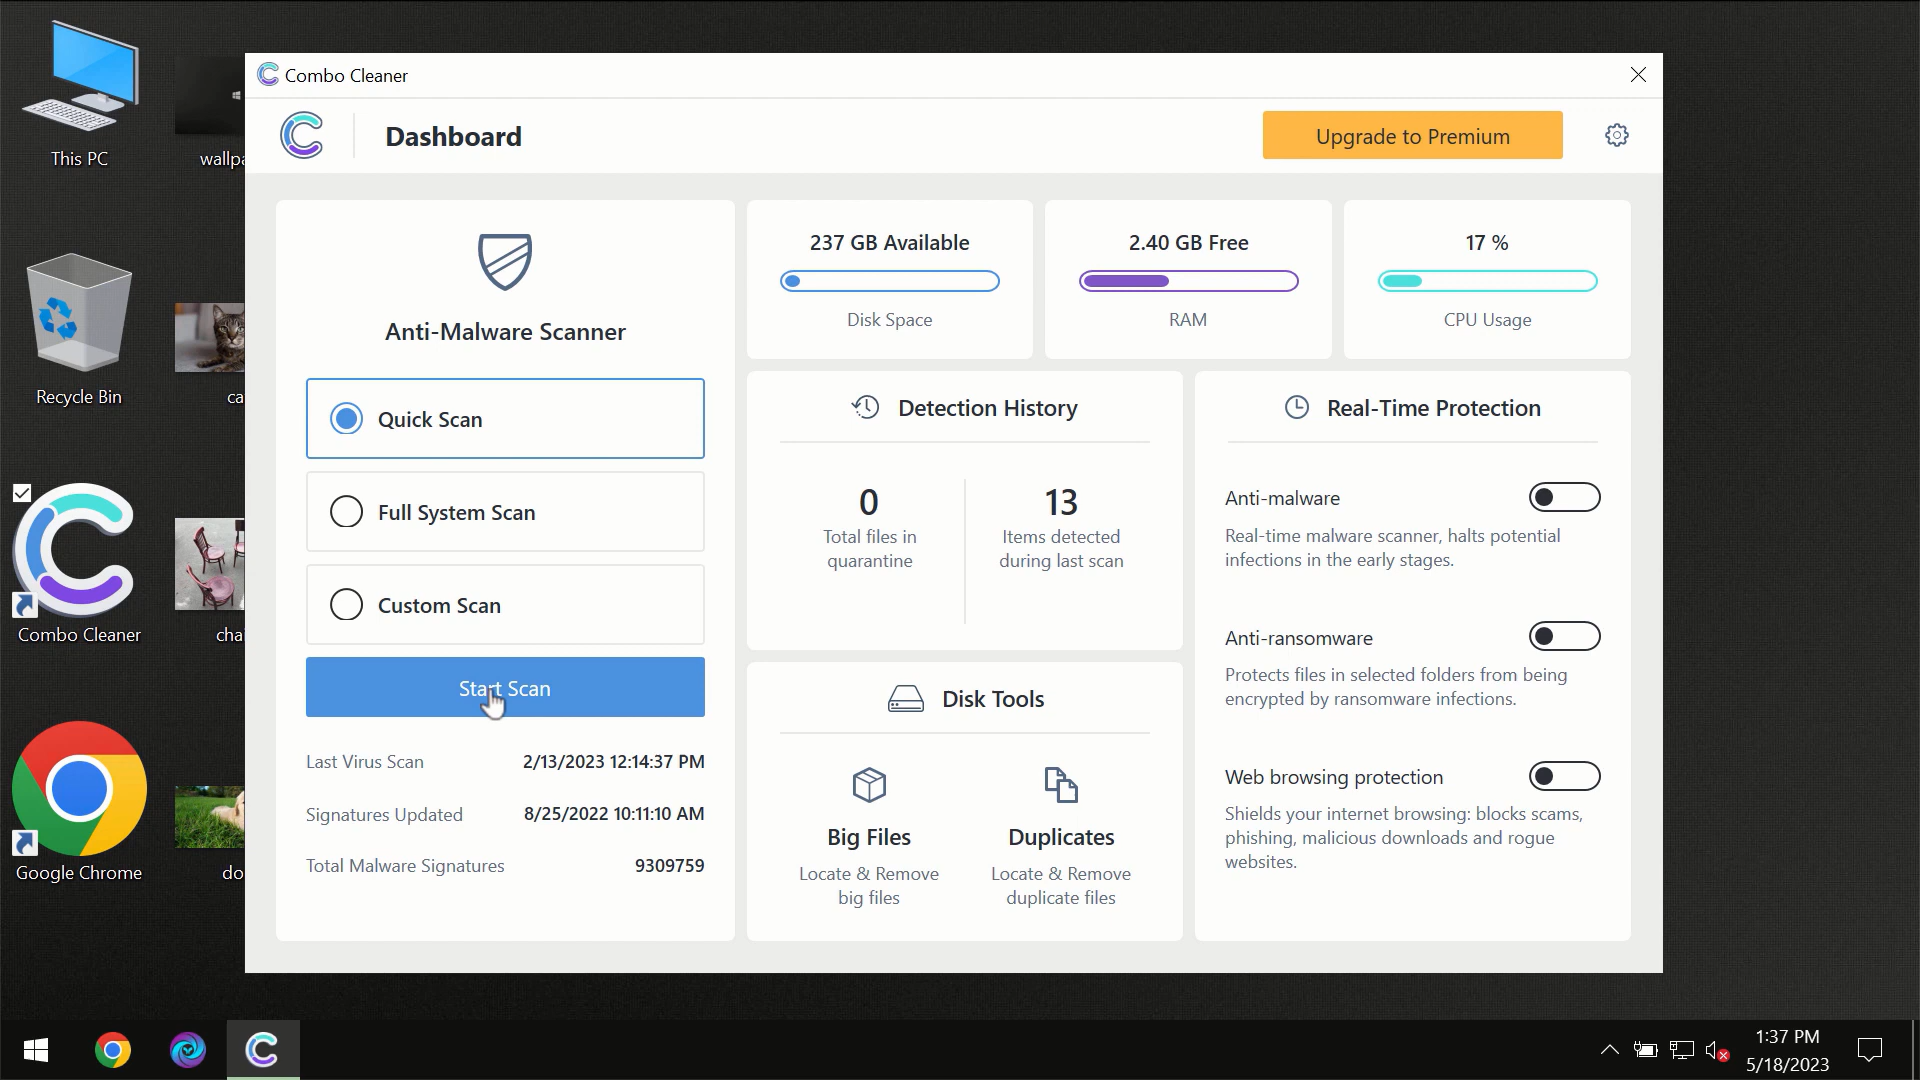 This PC
wallpa
Recycle Bin
ca
Combo Cleaner
chai
Google Chrome
do
Combo Cleaner
Dashboard
Upgrade to Premium
Anti-Malware Scanner
Quick Scan
Full System Scan
Custom Scan
Start Scan
Last Virus Scan 2/13/2023 12:14:37 PM
Signatures Updated 8/25/2022 10:11:10 AM
Total Malware Signatures 9309759
237 GB Available
Disk Space
2.40 GB Free
RAM
17 %
CPU Usage
Detection History
0
Total files in
quarantine
13
Items detected
during last scan
Disk Tools
Big Files
Locate & Remove
big files
Duplicates
Locate & Remove
duplicate files
Real-Time Protection
Anti-malware
Real-time malware scanner, halts potential
infections in the early stages.
Anti-ransomware
Protects files in selected folders from being
encrypted by ransomware infections.
Web browsing protection
Shields your internet browsing: blocks scams,
phishing, malicious downloads and rogue
websites.
1:37 PM
5/18/2023